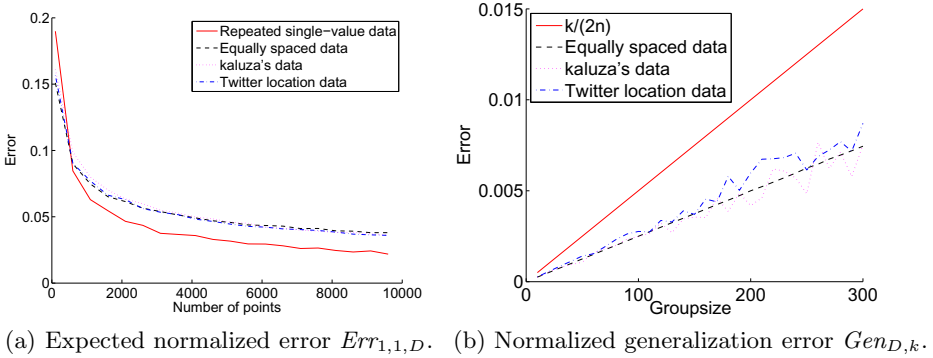 0.2
0.15
0.1
0.05
0
Error
Repeated single−value data
Equally spaced data
kaluza's data
Twitter location data
0 2000 4000 6000 8000 10000
Number of points
0.015
0.01
0.005
0
Error
k/(2n)
Equally spaced data
kaluza's data
Twitter location data
0 100 200 300
Groupsize
(a) Expected normalized error Err1,1,D.
(b) Normalized generalization error GenD,k.